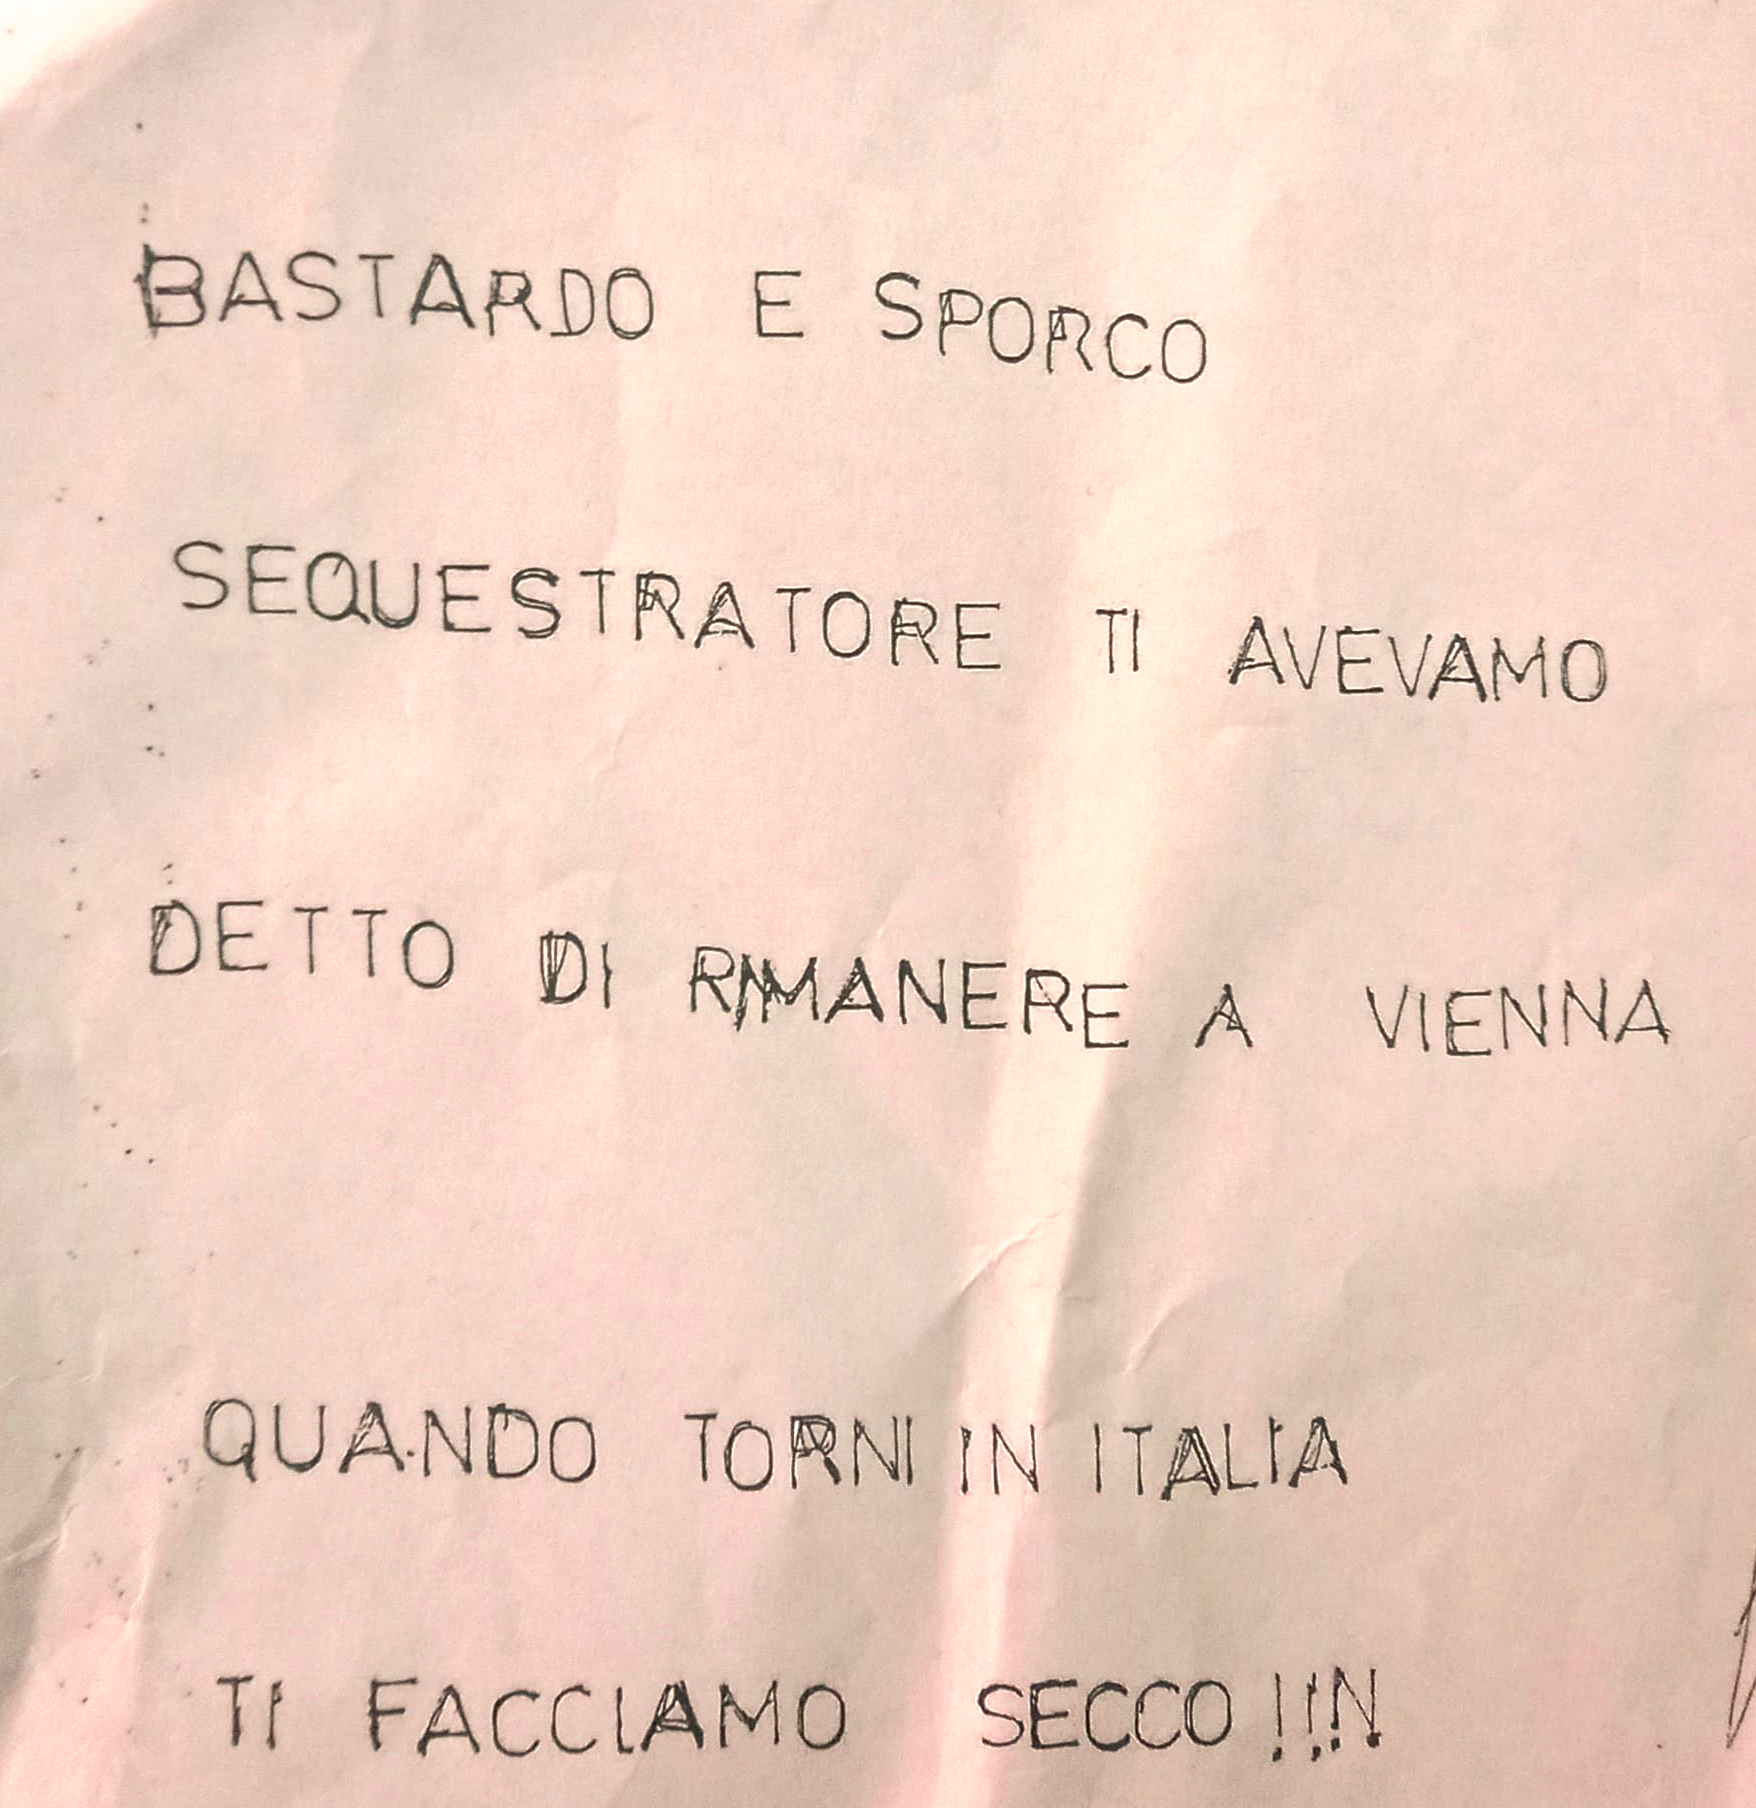 BASTARDO E SPORCO
SEQUESTRATORE TI AVEVAMO
DETTO DI RIMANERE A VIENNA
QUANDO TORNI IN ITALIA
TI FACCIAMO SECCO !!!!